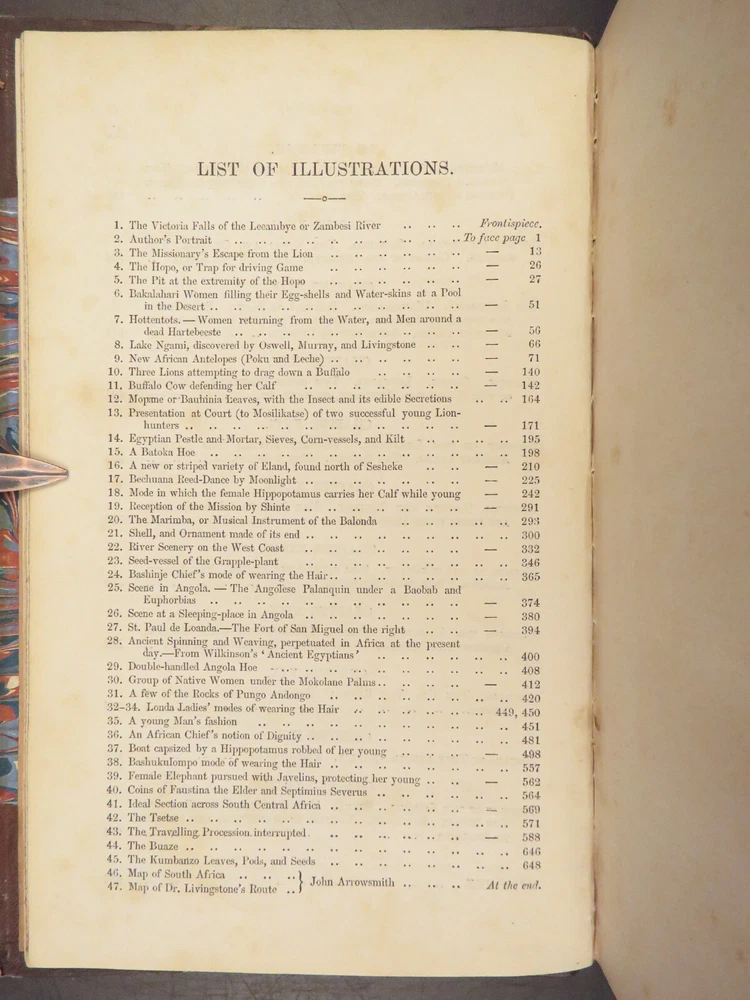 LIST OF ILLUSTRATIONS.
1. The Victoria Falls of the Leeambye or Zambesi River .. .. .. Frontispiece.
2. Author's Portrait .. .. .. .. .. .. .. .. .. .. To face page 1
3. The Missionary's Escape from the Lion .. .. .. .. .. .. — 13
4. The Hopo, or Trap for driving Game .. .. .. .. .. .. — 26
5. The Pit at the extremity of the Hopo .. .. .. .. .. .. .. — 27
6. Bakalahari Women filling their Egg-shells and Water-skins at a Pool
in the Desert .. .. .. .. .. .. .. .. .. .. .. — 51
7. Hottentots. — Women returning from the Water, and Men around a
dead Hartebeeste .. .. .. .. .. .. .. .. .. .. — 56
8. Lake Ngami, discovered by Oswell, Murray, and Livingstone .. .. — 66
9. New African Antelopes (Poku and Leche) .. .. .. .. .. .. — 71
10. Three Lions attempting to drag down a Buffalo .. .. .. .. — 140
11. Buffalo Cow defending her Calf .. .. .. .. .. .. .. — 142
12. Mopane or Bauhinia Leaves, with the Insect and its edible Secretions .. .. 164
13. Presentation at Court (to Mosilikatse) of two successful young Lion-
hunters .. .. .. .. .. .. .. .. .. .. .. .. — 171
14. Egyptian Pestle and Mortar, Sieves, Corn-vessels, and Kilt .. .. .. .. 195
15. A Batoka Hoe .. .. .. .. .. .. .. .. .. .. .. .. .. 198
16. A new or striped variety of Eland, found north of Sesheke .. .. — 210
17. Bechuana Reed-Dance by Moonlight .. .. .. .. .. .. .. — 225
18. Mode in which the female Hippopotamus carries her Calf while young — 242
19. Reception of the Mission by Shinte .. .. .. .. .. .. .. — 291
20. The Marimba, or Musical Instrument of the Balonda .. .. .. .. .. 293
21. Shell, and Ornament made of its end .. .. .. .. .. .. .. .. .. 300
22. River Scenery on the West Coast .. .. .. .. .. .. .. — 332
23. Seed-vessel of the Grapple-plant .. .. .. .. .. .. .. .. .. 346
24. Bashinje Chief's mode of wearing the Hair .. .. .. .. .. .. .. .. 365
25. Scene in Angola. — The Angolese Palanquin under a Baobab and
Euphorbias .. .. .. .. .. .. .. .. .. .. .. — 374
26. Scene at a Sleeping-place in Angola .. .. .. .. .. .. .. — 380
27. St. Paul de Loanda.—The Fort of San Miguel on the right .. .. — 394
28. Ancient Spinning and Weaving, perpetuated in Africa at the present
day.—From Wilkinson's 'Ancient Egyptians' .. .. .. .. .. .. 400
29. Double-handled Angola Hoe .. .. .. .. .. .. .. .. .. .. 408
30. Group of Native Women under the Mokolane Palms .. .. .. .. — 412
31. A few of the Rocks of Pungo Andongo .. .. .. .. .. .. .. .. 420
32-34. Londa Ladies' modes of wearing the Hair .. .. .. .. .. .. 449, 450
35. A young Man's fashion .. .. .. .. .. .. .. .. .. .. .. 451
36. An African Chief's notion of Dignity .. .. .. .. .. .. .. .. .. 481
37. Boat capsized by a Hippopotamus robbed of her young .. .. .. — 498
38. Bashukulompo mode of wearing the Hair .. .. .. .. .. .. .. .. 557
39. Female Elephant pursued with Javelins, protecting her young .. .. — 562
40. Coins of Faustina the Elder and Septimius Severus .. .. .. .. .. .. 564
41. Ideal Section across South Central Africa .. .. .. .. .. .. — 569
42. The Tsetse .. .. .. .. .. .. .. .. .. .. .. .. .. .. 571
43. The Travelling Procession interrupted. .. .. .. .. .. .. — 588
44. The Buaze .. .. .. .. .. .. .. .. .. .. .. .. .. .. 646
45. The Kumbanzo Leaves, Pods, and Seeds .. .. .. .. .. .. .. .. 648
46. Map of South Africa .. .. .. ..
47. Map of Dr. Livingstone's Route .. } John Arrowsmith .. .. .. At the end.